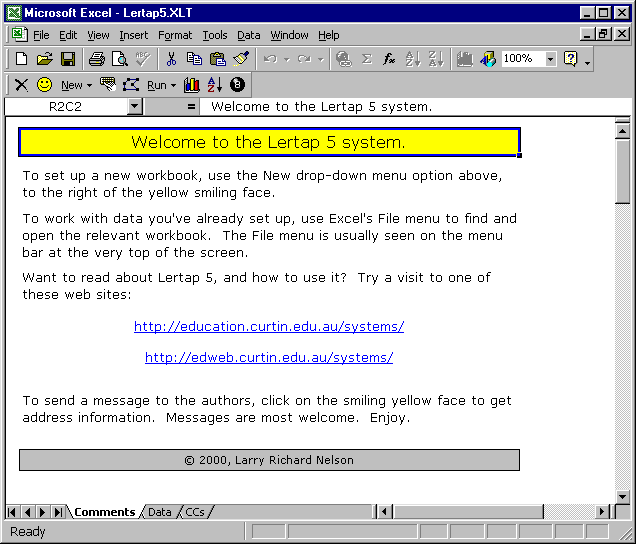 Microsoft Excel - Lertap5.XLT
File Edit View Insert Format Tools Data Window Help
100%
New Run
R2C2 = Welcome to the Lertap 5 system.
Welcome to the Lertap 5 system.
To set up a new workbook, use the New drop-down menu option above,
to the right of the yellow smiling face.
To work with data you've already set up, use Excel's File menu to find and
open the relevant workbook. The File menu is usually seen on the menu
bar at the very top of the screen.
Want to read about Lertap 5, and how to use it? Try a visit to one of
these web sites:
http://education.curtin.edu.au/systems/
http://edweb.curtin.edu.au/systems/
To send a message to the authors, click on the smiling yellow face to get
address information. Messages are most welcome. Enjoy.
© 2000, Larry Richard Nelson
Comments Data CCs
Ready